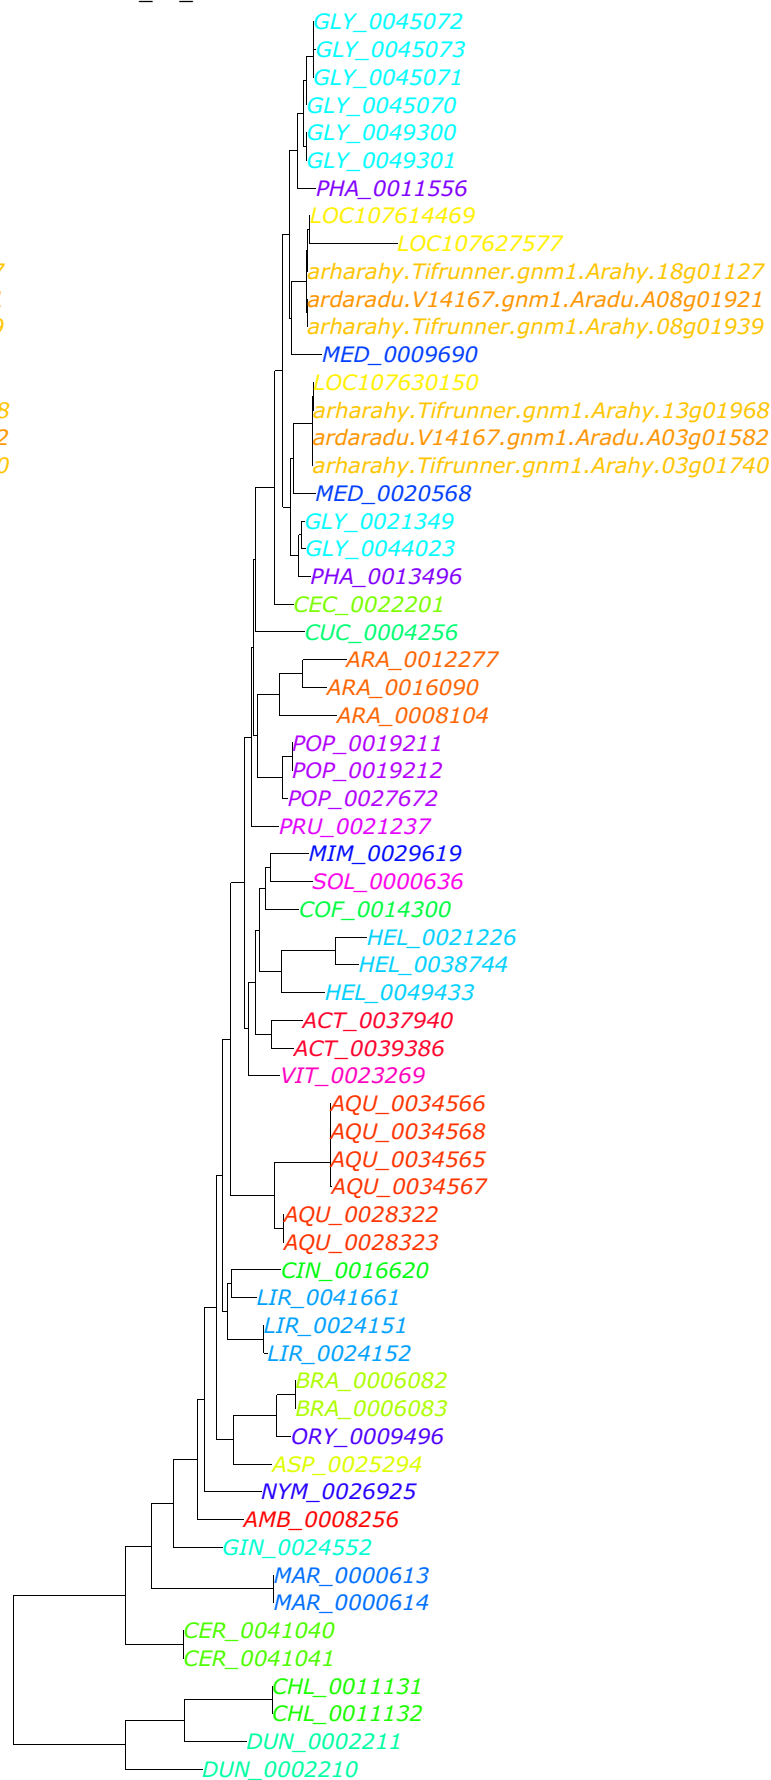 GLY_0045072
GLY_0045073
GLY_0045071
GLY_0045070
GLY_0049300
GLY_0049301
PHA_0011556
LOC107614469
LOC107627577
arharahy.Tifrunner.gnm1.Arahy.18g01127
ardaradu.V14167.gnm1.Aradu.A08g01921
arharahy.Tifrunner.gnm1.Arahy.08g01939
MED_0009690
LOC107630150
arharahy.Tifrunner.gnm1.Arahy.13g01968
ardaradu.V14167.gnm1.Aradu.A03g01582
arharahy.Tifrunner.gnm1.Arahy.03g01740
MED_0020568
GLY_0021349
GLY_0044023
PHA_0013496
CEC_0022201
CUC_0004256
ARA_0012277
ARA_0016090
ARA_0008104
POP_0019211
POP_0019212
POP_0027672
PRU_0021237
MIM_0029619
SOL_0000636
COF_0014300
HEL_0021226
HEL_0038744
HEL_0049433
ACT_0037940
ACT_0039386
VIT_0023269
AQU_0034566
AQU_0034568
AQU_0034565
AQU_0034567
AQU_0028322
AQU_0028323
CIN_0016620
LIR_0041661
LIR_0024151
LIR_0024152
BRA_0006082
BRA_0006083
ORY_0009496
ASP_0025294
NYM_0026925
AMB_0008256
GIN_0024552
MAR_0000613
MAR_0000614
CER_0041040
CER_0041041
CHL_0011131
CHL_0011132
DUN_0002211
DUN_0002210